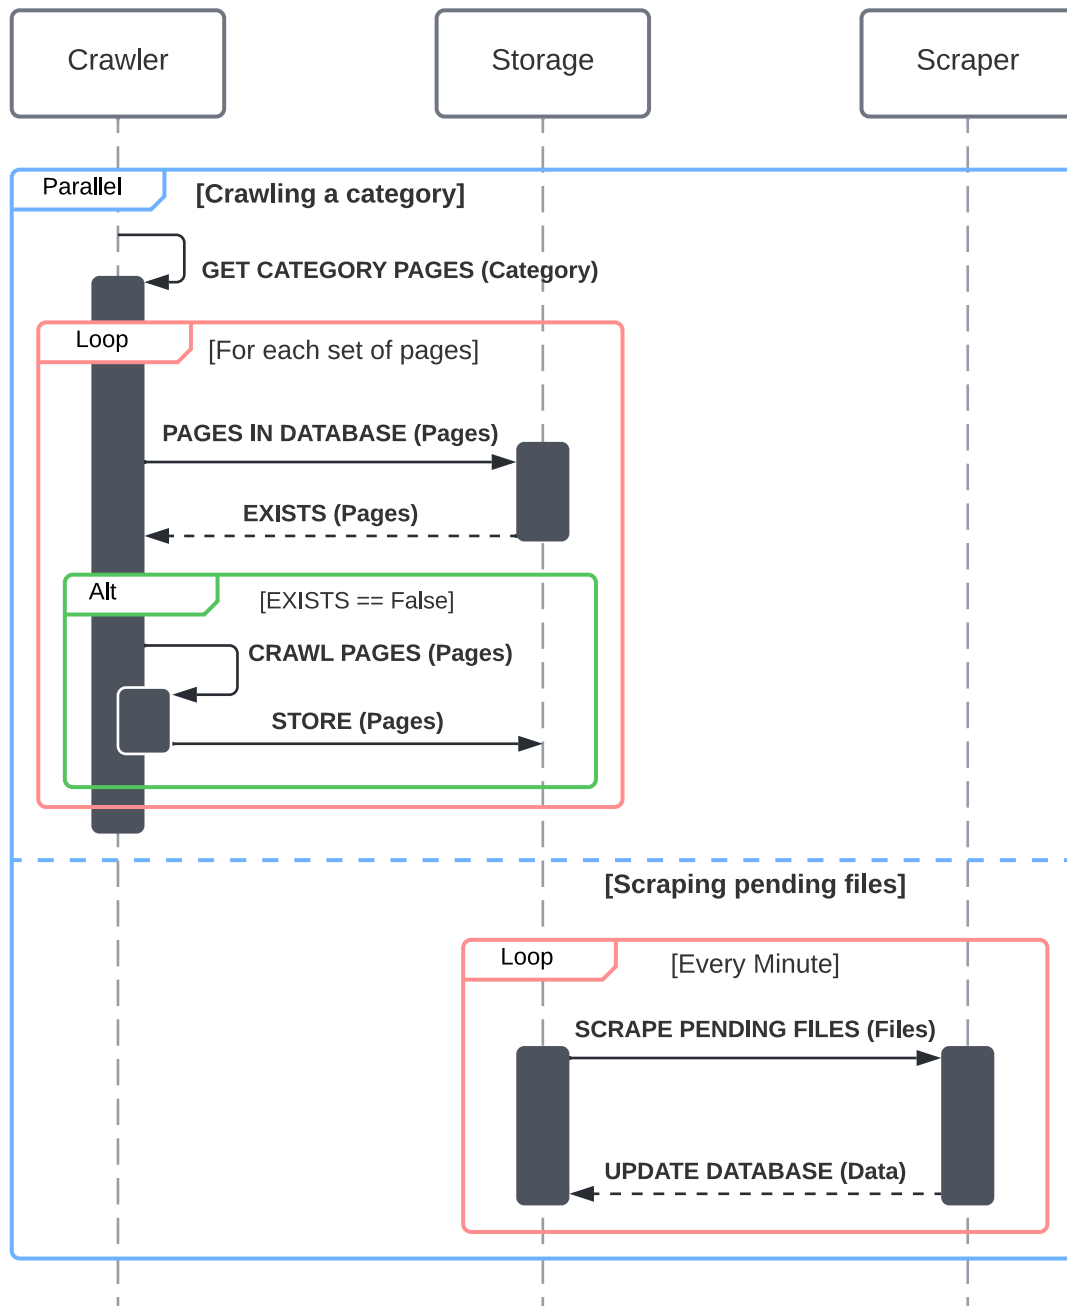 Crawler
Storage
Scraper
Parallel
[Crawling a category]
GET CATEGORY PAGES (Category)
Loop
[For each set of pages]
PAGES IN DATABASE (Pages)
EXISTS (Pages)
Alt
[EXISTS == False]
CRAWL PAGES (Pages)
STORE (Pages)
[Scraping pending files]
Loop
[Every Minute]
SCRAPE PENDING FILES (Files)
UPDATE DATABASE (Data)